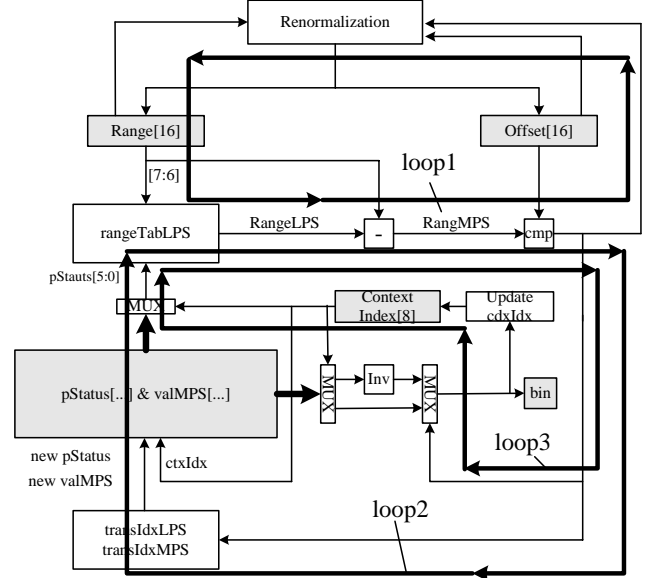 Renormalization
Range[16]
Offset[16]
[7:6]
loop1
rangeTabLPS
RangeLPS
-
RangMPS
cmp
pStauts[5:0]
MUX
Context
Index[8]
Update
cdxIdx
pStatus[...] & valMPS[...]
MUX
Inv
MUX
bin
new pStatus
new valMPS
ctxIdx
loop3
transIdxLPS
transIdxMPS
loop2